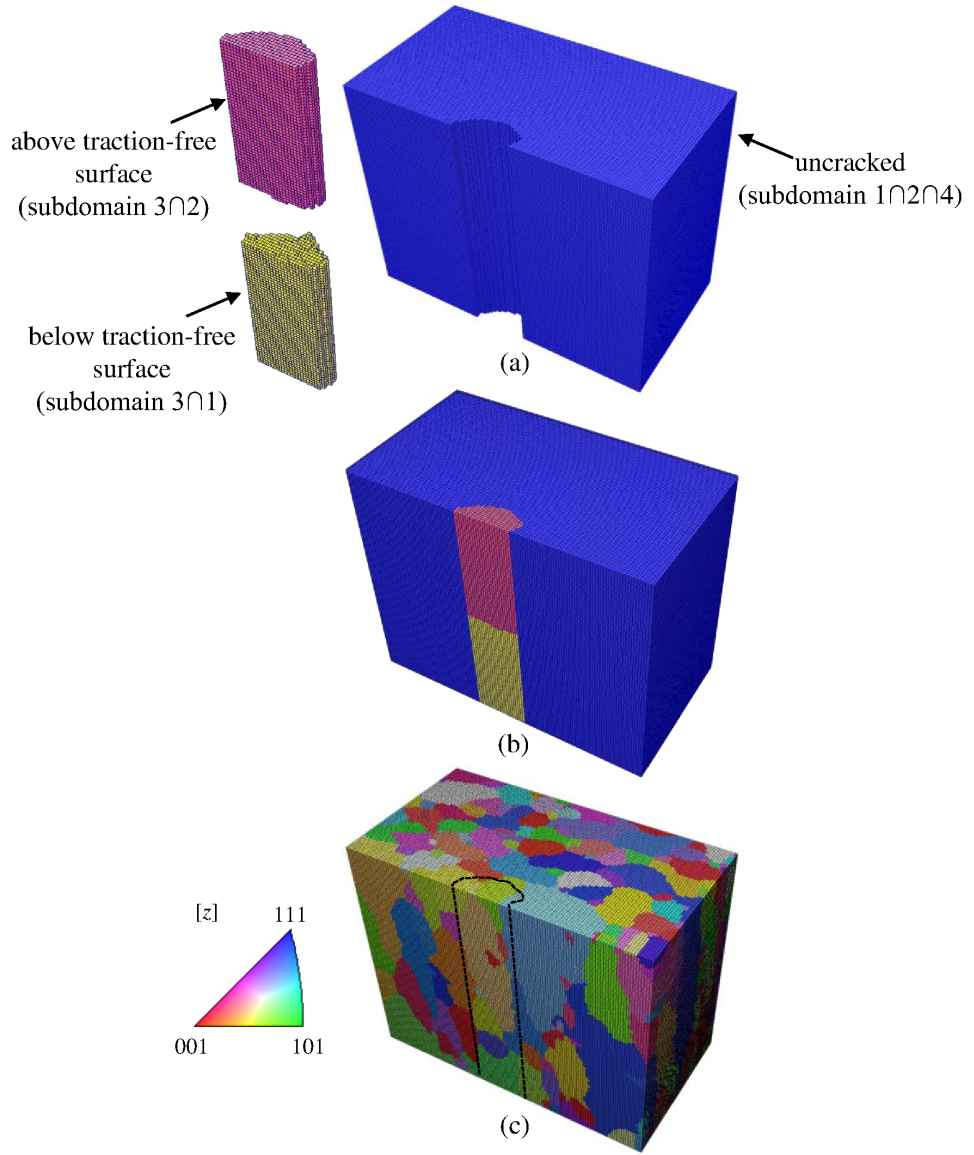 above traction-free
surface
(subdomain 3∩2)
uncracked
(subdomain 1∩2∩4)
below traction-free
surface
(subdomain 3∩1)
(a)
(b)
[z]
111
001
101
(c)